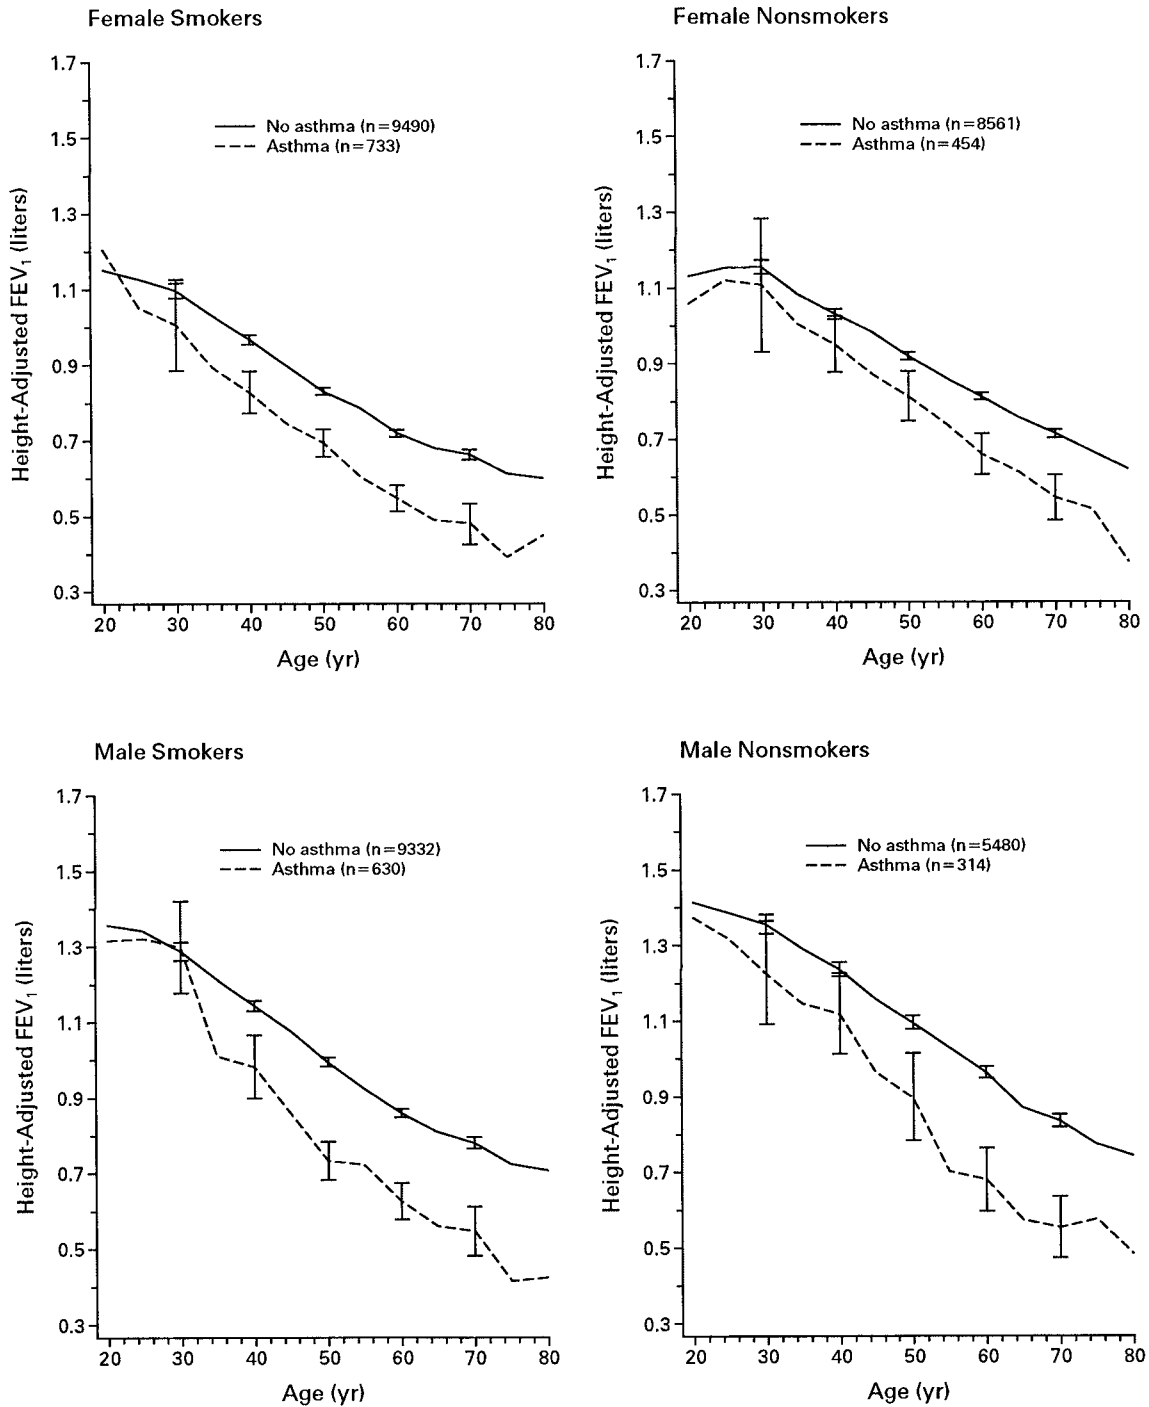 Female Smokers
1.7
1.5
1.3
1.1
0.9
0.7
0.5
0.3
Height-Adjusted FEV1 (liters)
No asthma (n=9490)
Asthma (n=733)
20 30 40 50 60 70 80
Age (yr)
Female Nonsmokers
1.7
1.5
1.3
1.1
0.9
0.7
0.5
0.3
Height-Adjusted FEV1 (liters)
No asthma (n=8561)
Asthma (n=454)
20 30 40 50 60 70 80
Age (yr)
Male Smokers
1.7
1.5
1.3
1.1
0.9
0.7
0.5
0.3
Height-Adjusted FEV1 (liters)
No asthma (n=9332)
Asthma (n=630)
20 30 40 50 60 70 80
Age (yr)
Male Nonsmokers
1.7
1.5
1.3
1.1
0.9
0.7
0.5
0.3
Height-Adjusted FEV1 (liters)
No asthma (n=5480)
Asthma (n=314)
20 30 40 50 60 70 80
Age (yr)